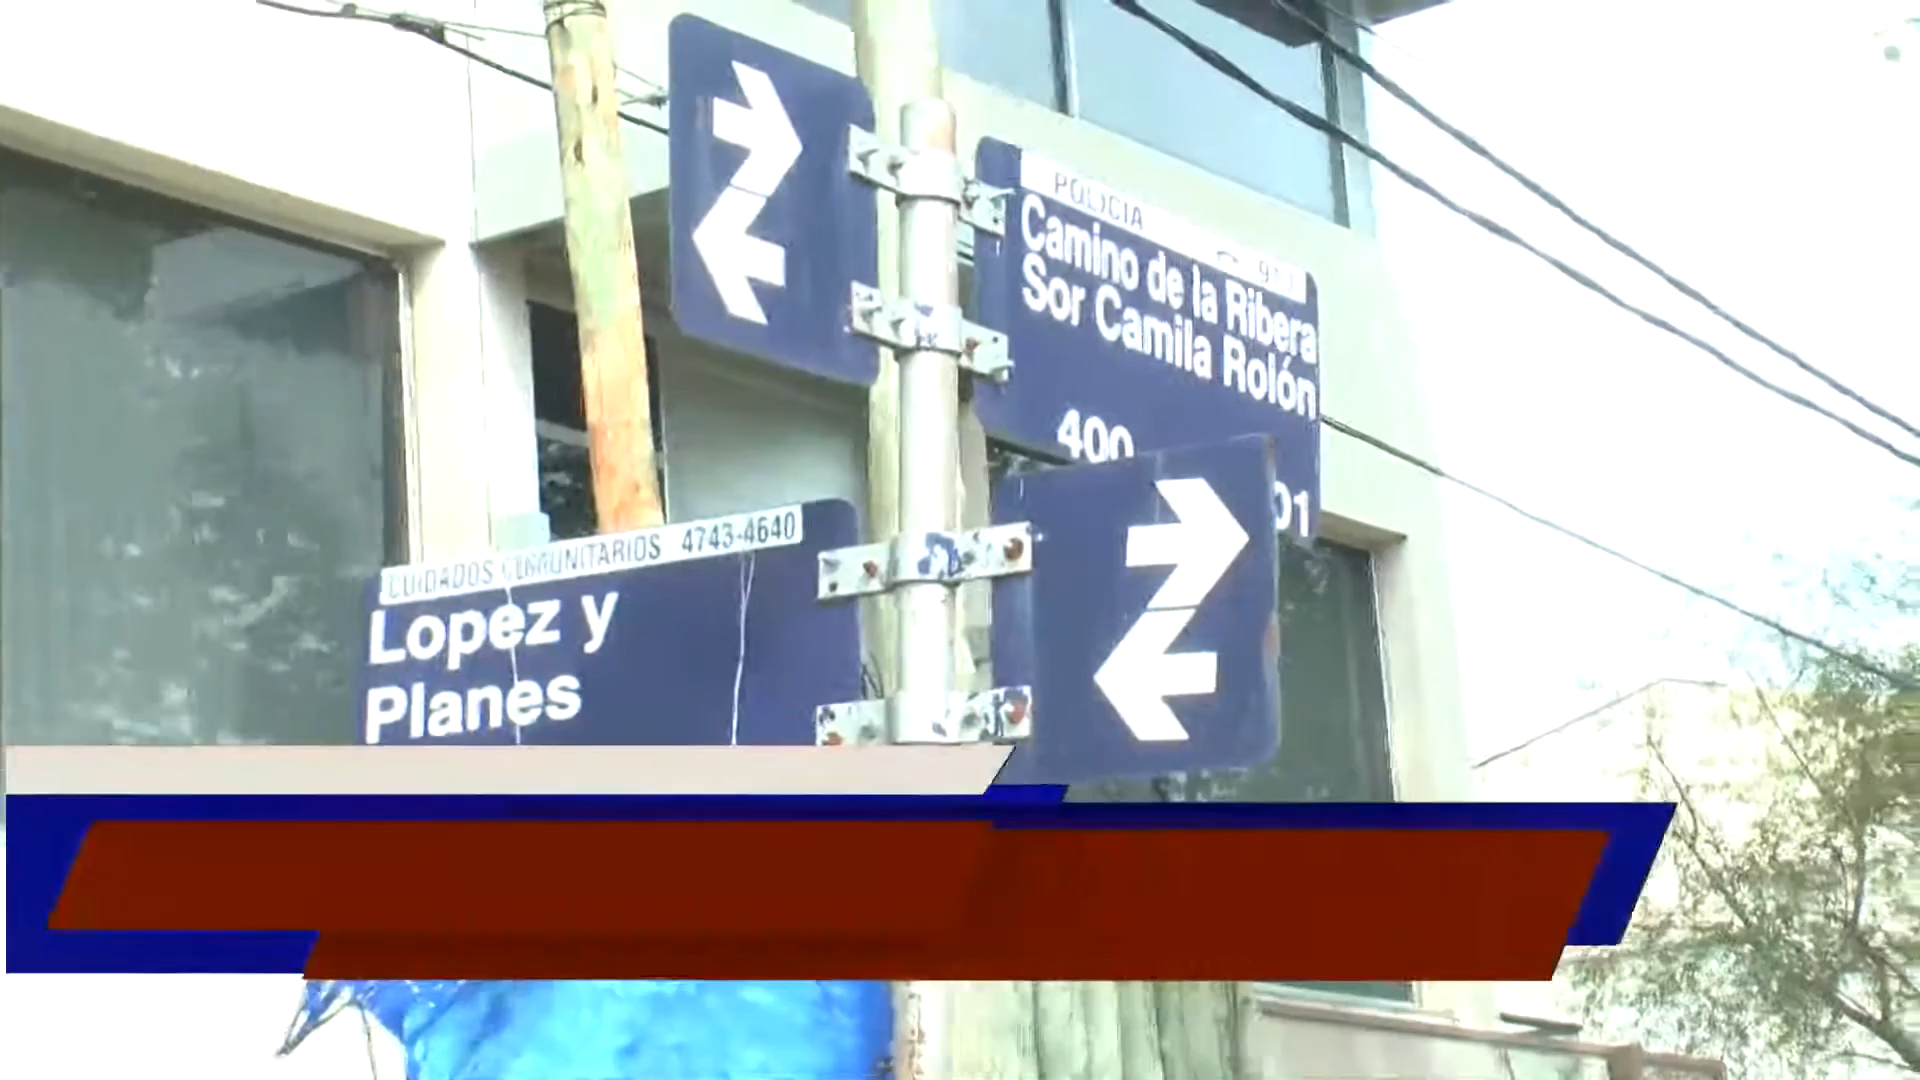 POLICIA 911
Camino de la Ribera
Sor Camila Rolón
400
01
CUIDADOS COMUNITARIOS 4743-4640
Lopez y
Planes